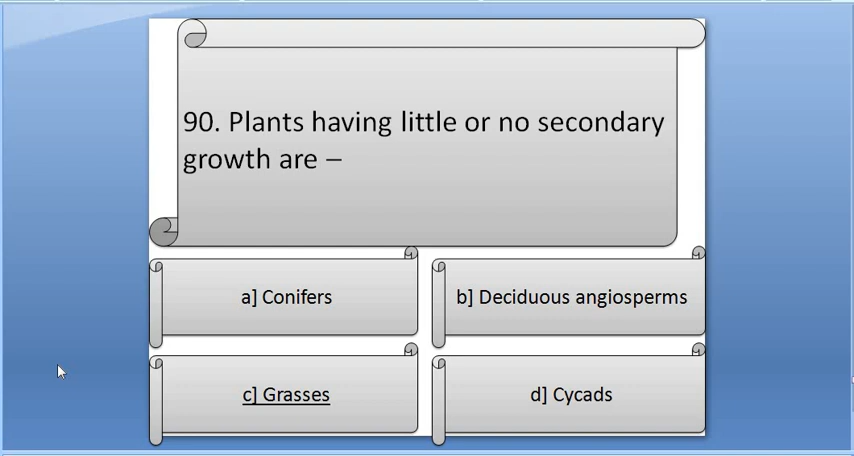 90. Plants having little or no secondary
growth are –
a] Conifers
b] Deciduous angiosperms
c] Grasses
d] Cycads